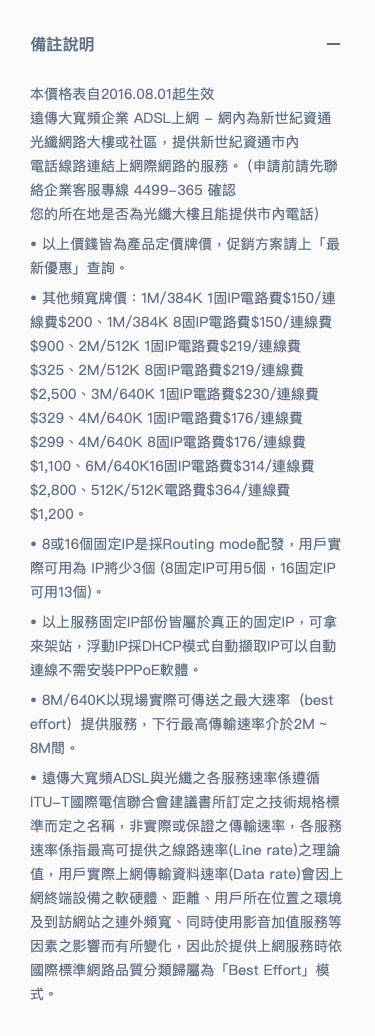 備註說明
本價格表自2016.08.01起生效
遠傳大寬頻企業 ADSL上網 – 網內為新世紀資通
光纖網路大樓或社區，提供新世紀資通市內
電話線路連結上網際網路的服務。（申請前請先聯
絡企業客服專線 4499-365 確認
您的所在地是否為光纖大樓且能提供市內電話）
• 以上價錢皆為產品定價牌價，促銷方案請上「最
新優惠」查詢。
• 其他頻寬牌價：1M/384K 1固IP電路費$150/連
線費$200、1M/384K 8固IP電路費$150/連線費
$900、2M/512K 1固IP電路費$219/連線費
$325、2M/512K 8固IP電路費$219/連線費
$2,500、3M/640K 1固IP電路費$230/連線費
$329、4M/640K 1固IP電路費$176/連線費
$299、4M/640K 8固IP電路費$176/連線費
$1,100、6M/640K16固IP電路費$314/連線費
$2,800、512K/512K電路費$364/連線費
$1,200。
• 8或16個固定IP是採Routing mode配發，用戶實
際可用為 IP將少3個 (8固定IP可用5個，16固定IP
可用13個)。
• 以上服務固定IP部份皆屬於真正的固定IP，可拿
來架站，浮動IP採DHCP模式自動擷取IP可以自動
連線不需安裝PPPoE軟體。
• 8M/640K以現場實際可傳送之最大速率（best
effort）提供服務，下行最高傳輸速率介於2M ~
8M間。
• 遠傳大寬頻ADSL與光纖之各服務速率係遵循
ITU-T國際電信聯合會建議書所訂定之技術規格標
準而定之名稱，非實際或保證之傳輸速率，各服務
速率係指最高可提供之線路速率(Line rate)之理論
值，用戶實際上網傳輸資料速率(Data rate)會因上
網終端設備之軟硬體、距離、用戶所在位置之環境
及到訪網站之連外頻寬、同時使用影音加值服務等
因素之影響而有所變化，因此於提供上網服務時依
國際標準網路品質分類歸屬為「Best Effort」模
式。